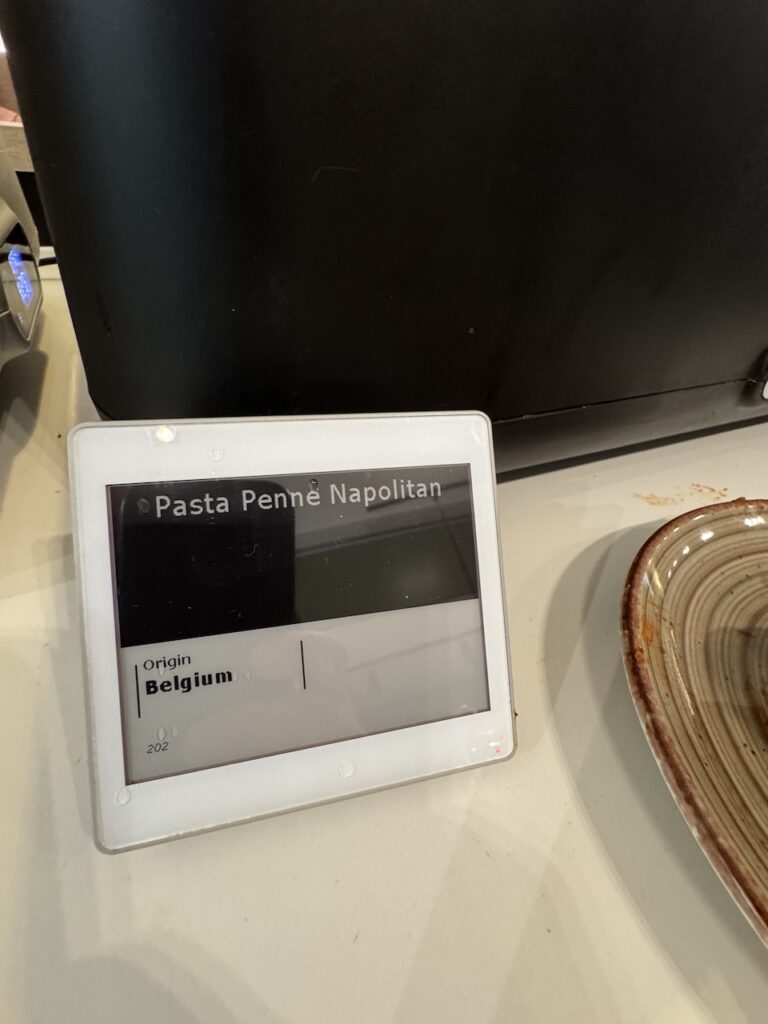 Pasta Penne Napolitan
Origin
Belgium
202